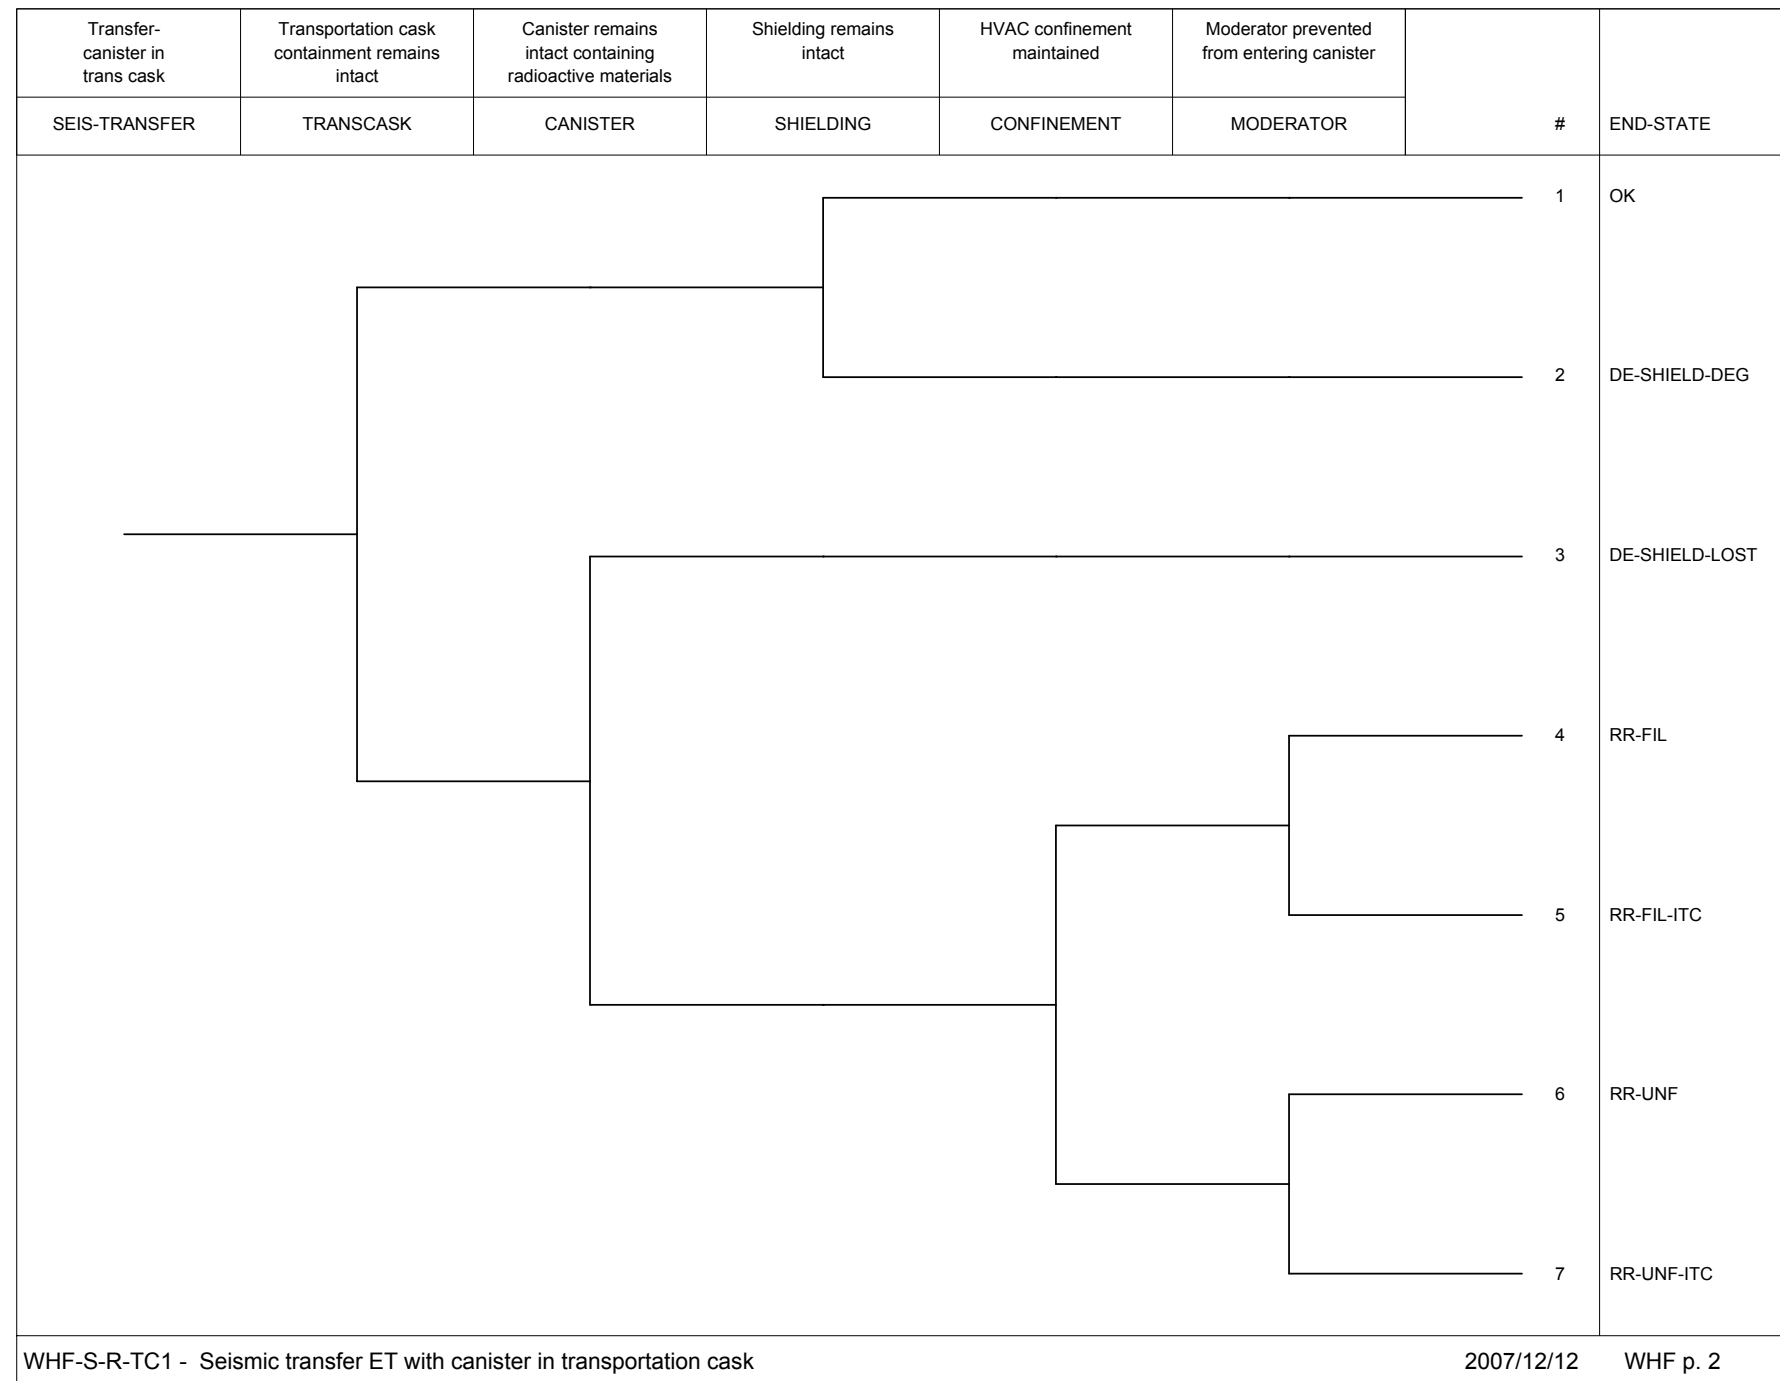 Transfer-
canister in
trans cask
Transportation cask
containment remains
intact
Canister remains
intact containing
radioactive materials
Shielding remains
intact
HVAC confinement
maintained
Moderator prevented
from entering canister
SEIS-TRANSFER
TRANSCASK
CANISTER
SHIELDING
CONFINEMENT
MODERATOR
#
END-STATE
1 OK
2 DE-SHIELD-DEG
3 DE-SHIELD-LOST
4 RR-FIL
5 RR-FIL-ITC
6 RR-UNF
7 RR-UNF-ITC
WHF-S-R-TC1 - Seismic transfer ET with canister in transportation cask 2007/12/12 WHF p. 2